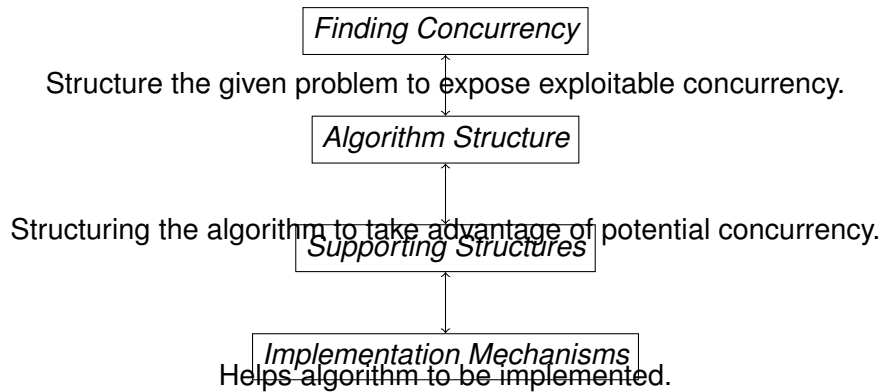 Finding Concurrency
Structure the given problem to expose exploitable concurrency.
Algorithm Structure
Structuring the algorithm to take advantage of potential concurrency.
Supporting Structures
Implementation Mechanisms
Helps algorithm to be implemented.